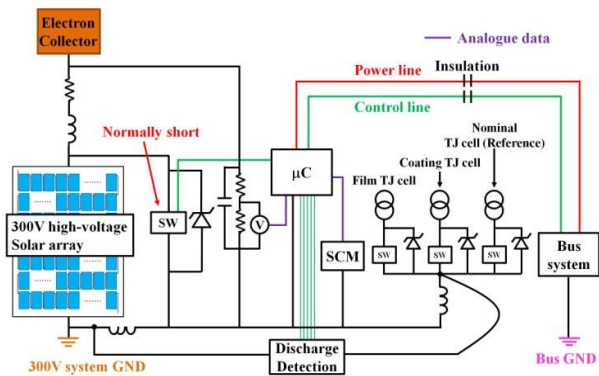 Electron
Collector
Analogue data
Insulation
Power line
Control line
Normally short
Nominal
TJ cell (Reference)
Coating TJ cell
Film TJ cell
μC
300V high-voltage
Solar array
SW
V
SCM
SW
SW
SW
Bus
system
300V system GND
Discharge
Detection
Bus GND